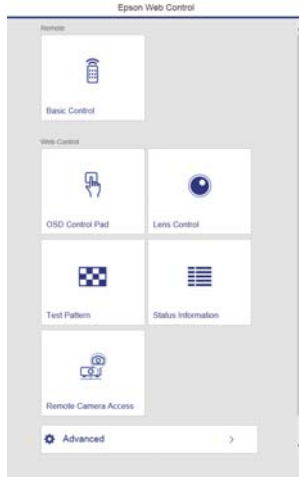 Epson Web Control
Remote
Basic Control
Web Control
OSD Control Pad
Lens Control
Test Pattern
Status Information
Remote Camera Access
Advanced